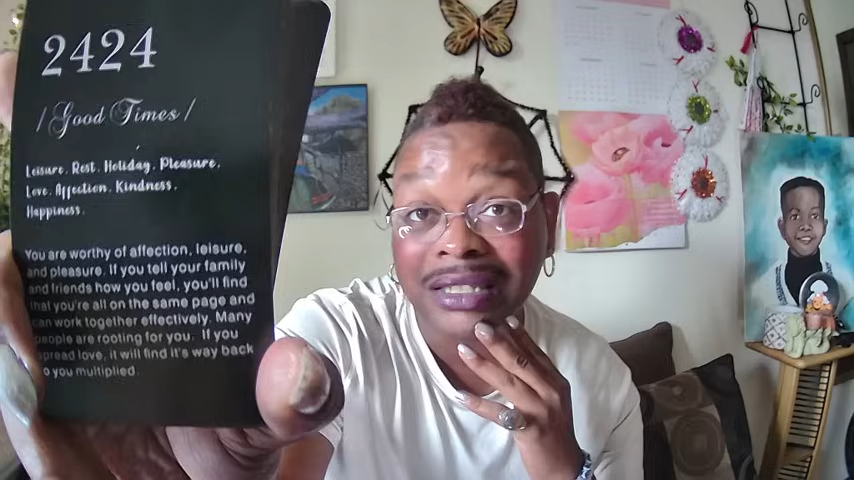 2424
/Good Times/
Leisure. Rest. Holiday. Pleasure.
Love. Affection. Kindness.
Happiness.
You are worthy of affection, leisure,
and pleasure. If you tell your family
and friends how you feel, you'll find
that you're all on the same page and
can work together effectively. Many
people are rooting for you. If you
spread love, it will find it's way back
to you multiplied.